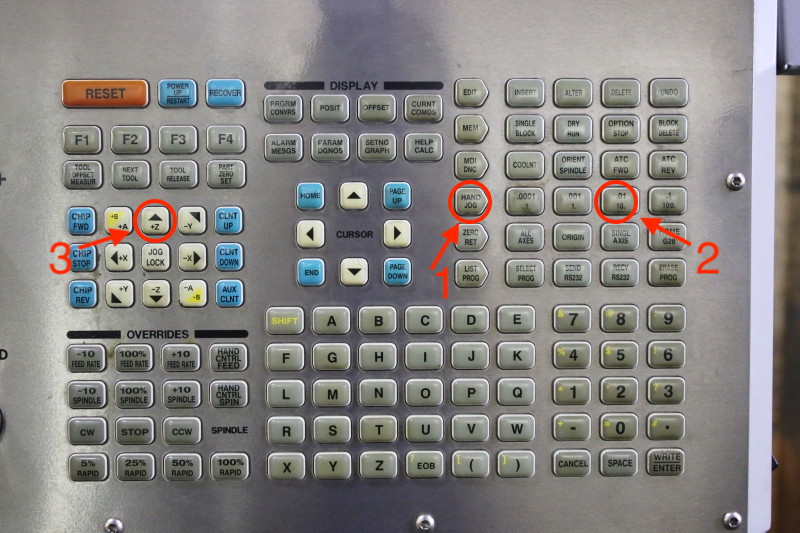 DISPLAY
RESET
POWER
UP
RESTART
RECOVER
PRGRM
CONVRS
POSIT
OFFSET
CURNT
COMDS
EDIT
INSERT
ALTER
DELETE
UNDO
F1
F2
F3
F4
ALARM
MESGS
PARAM
DGNOS
SETNG
GRAPH
HELP
CALC
MEM
SINGLE
BLOCK
DRY
RUN
OPTION
STOP
BLOCK
DELETE
TOOL
OFFSET
MEASUR
NEXT
TOOL
TOOL
RELEASE
PART
ZERO
SET
MDI
DNC
COOLNT
ORIENT
SPINDLE
ATC
FWD
ATC
REV
HOME
PAGE
UP
HAND
JOG
.0001
.1
.001
1.
.01
10.
.1
100.
CHIP
FWD
+B
+A
+Z
-Y
CLNT
UP
CURSOR
ZERO
RET
ALL
AXES
ORIGIN
SINGL
AXIS
HOME
G28
3
1
2
CHIP
STOP
+X
JOG
LOCK
-X
CLNT
DOWN
END
PAGE
DOWN
LIST
PROG
SELECT
PROG
SEND
RS232
RECV
RS232
ERASE
PROG
CHIP
REV
+Y
-Z
-A
-B
AUX
CLNT
SHIFT
A
B
C
D
E
7
8
9
OVERRIDES
-10
FEED RATE
100%
FEED RATE
+10
FEED RATE
HAND
CNTRL
FEED
F
G
H
I
J
K
4
5
6
-10
SPINDLE
100%
SPINDLE
+10
SPINDLE
HAND
CNTRL
SPIN
L
M
N
O
P
Q
1
2
3
CW
STOP
CCW
SPINDLE
R
S
T
U
V
W
-
0
.
5%
RAPID
25%
RAPID
50%
RAPID
100%
RAPID
X
Y
Z
EOB
(
)
CANCEL
SPACE
WRITE
ENTER